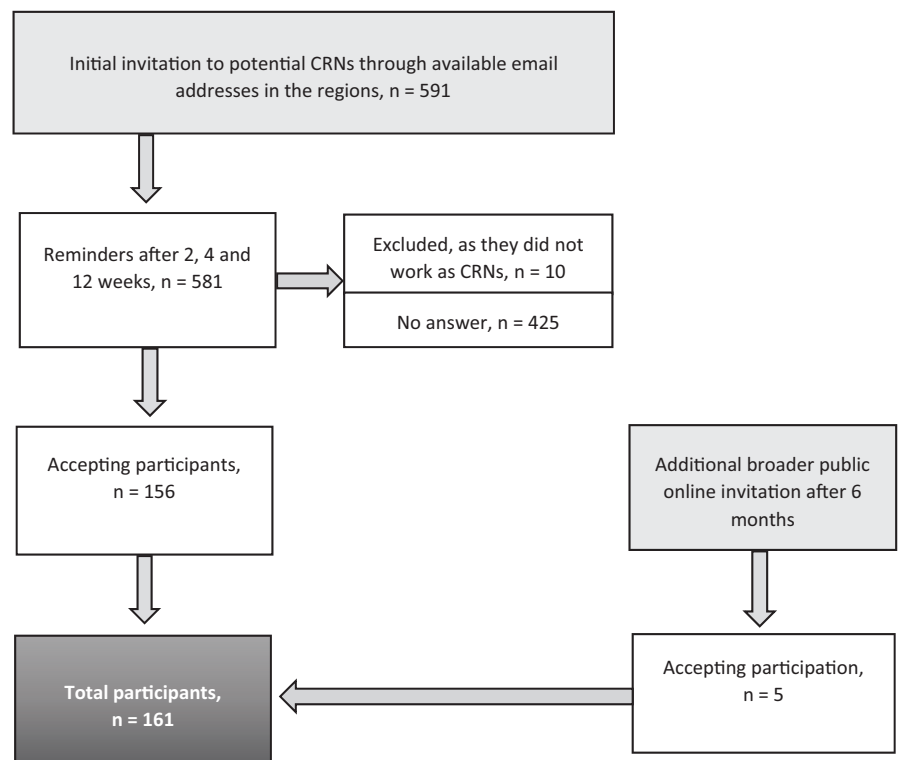 Initial invitation to potential CRNs through available email
addresses in the regions, n = 591
Reminders after 2, 4 and
12 weeks, n = 581
Excluded, as they did not
work as CRNs, n = 10
No answer, n = 425
Accepting participants,
n = 156
Additional broader public
online invitation after 6
months
Total participants,
n = 161
Accepting participation,
n = 5